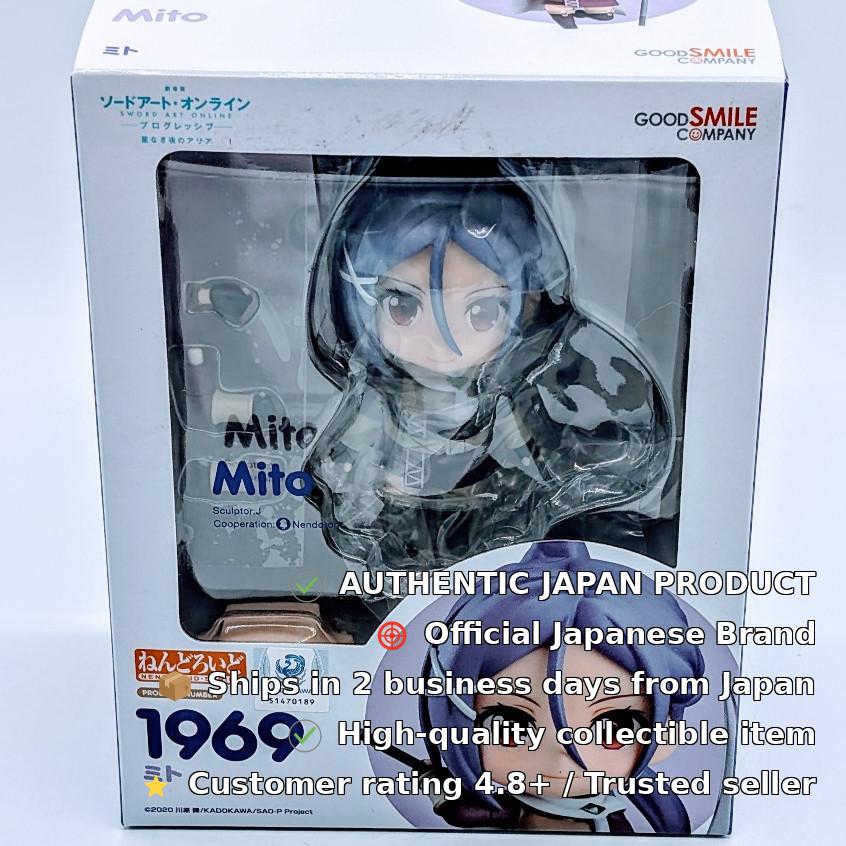 Mito
ミト
GOODSMILE
COMPANY
劇場版
ソードアート・オンライン
SWORD ART ONLINE
プログレッシブ
星なき夜のアリア
GOODSMILE
COMPANY
Mito
Mito
Sculptor:J
Cooperation: Nendoron
✓ AUTHENTIC JAPAN PRODUCT
Official Japanese Brand
ねんどろいど
Ships in 2 business days from Japan
51470189
1969
✓ High-quality collectible item
ミト
Customer rating 4.8+ / Trusted seller
©2020 川原 礫/KADOKAWA/SAO-P Project